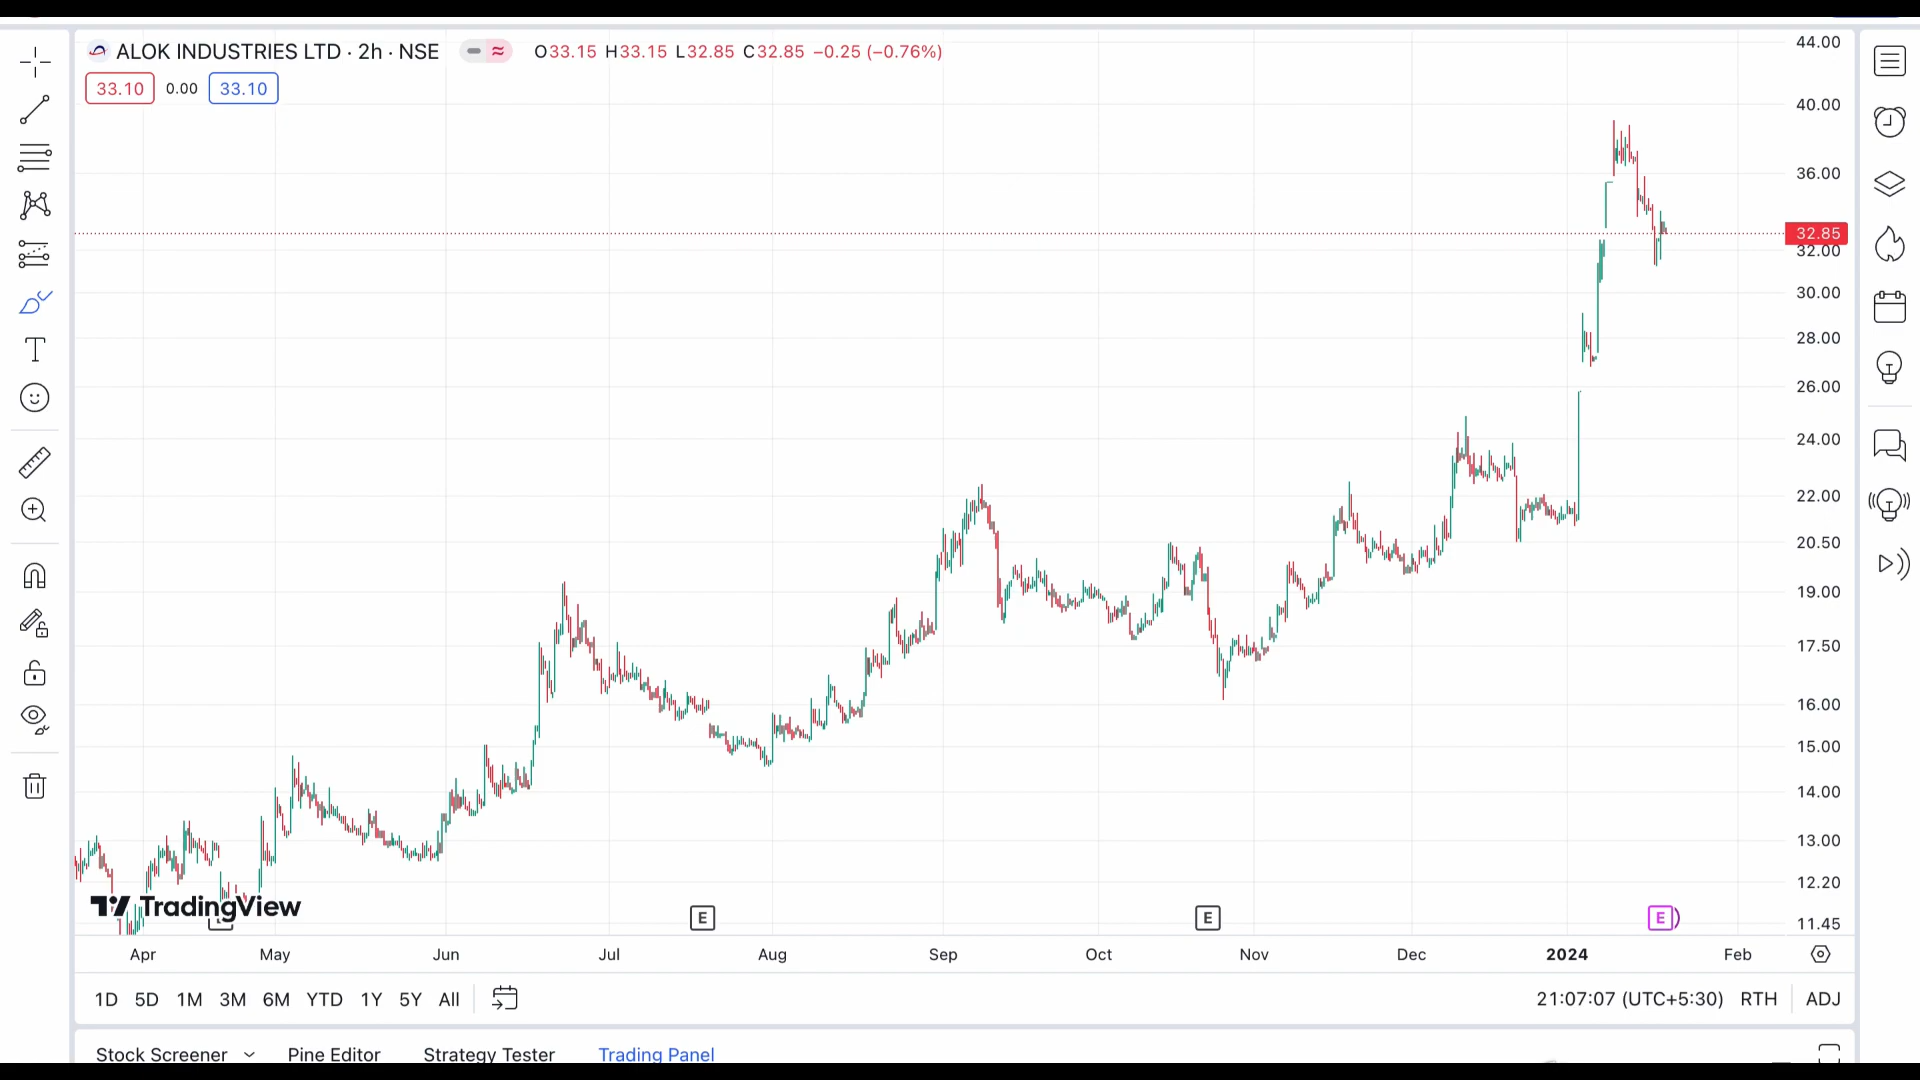 ALOK INDUSTRIES LTD · 2h · NSE O33.15 H33.15 L32.85 C32.85 −0.25 (−0.76%)
33.10 0.00 33.10
44.00
40.00
36.00
32.85
32.00
30.00
28.00
26.00
24.00
22.00
20.50
19.00
17.50
16.00
15.00
14.00
13.00
12.20
11.45
TradingView
E E E
Apr May Jun Jul Aug Sep Oct Nov Dec 2024 Feb
1D 5D 1M 3M 6M YTD 1Y 5Y All 21:07:07 (UTC+5:30) RTH ADJ
Stock Screener Pine Editor Strategy Tester Trading Panel